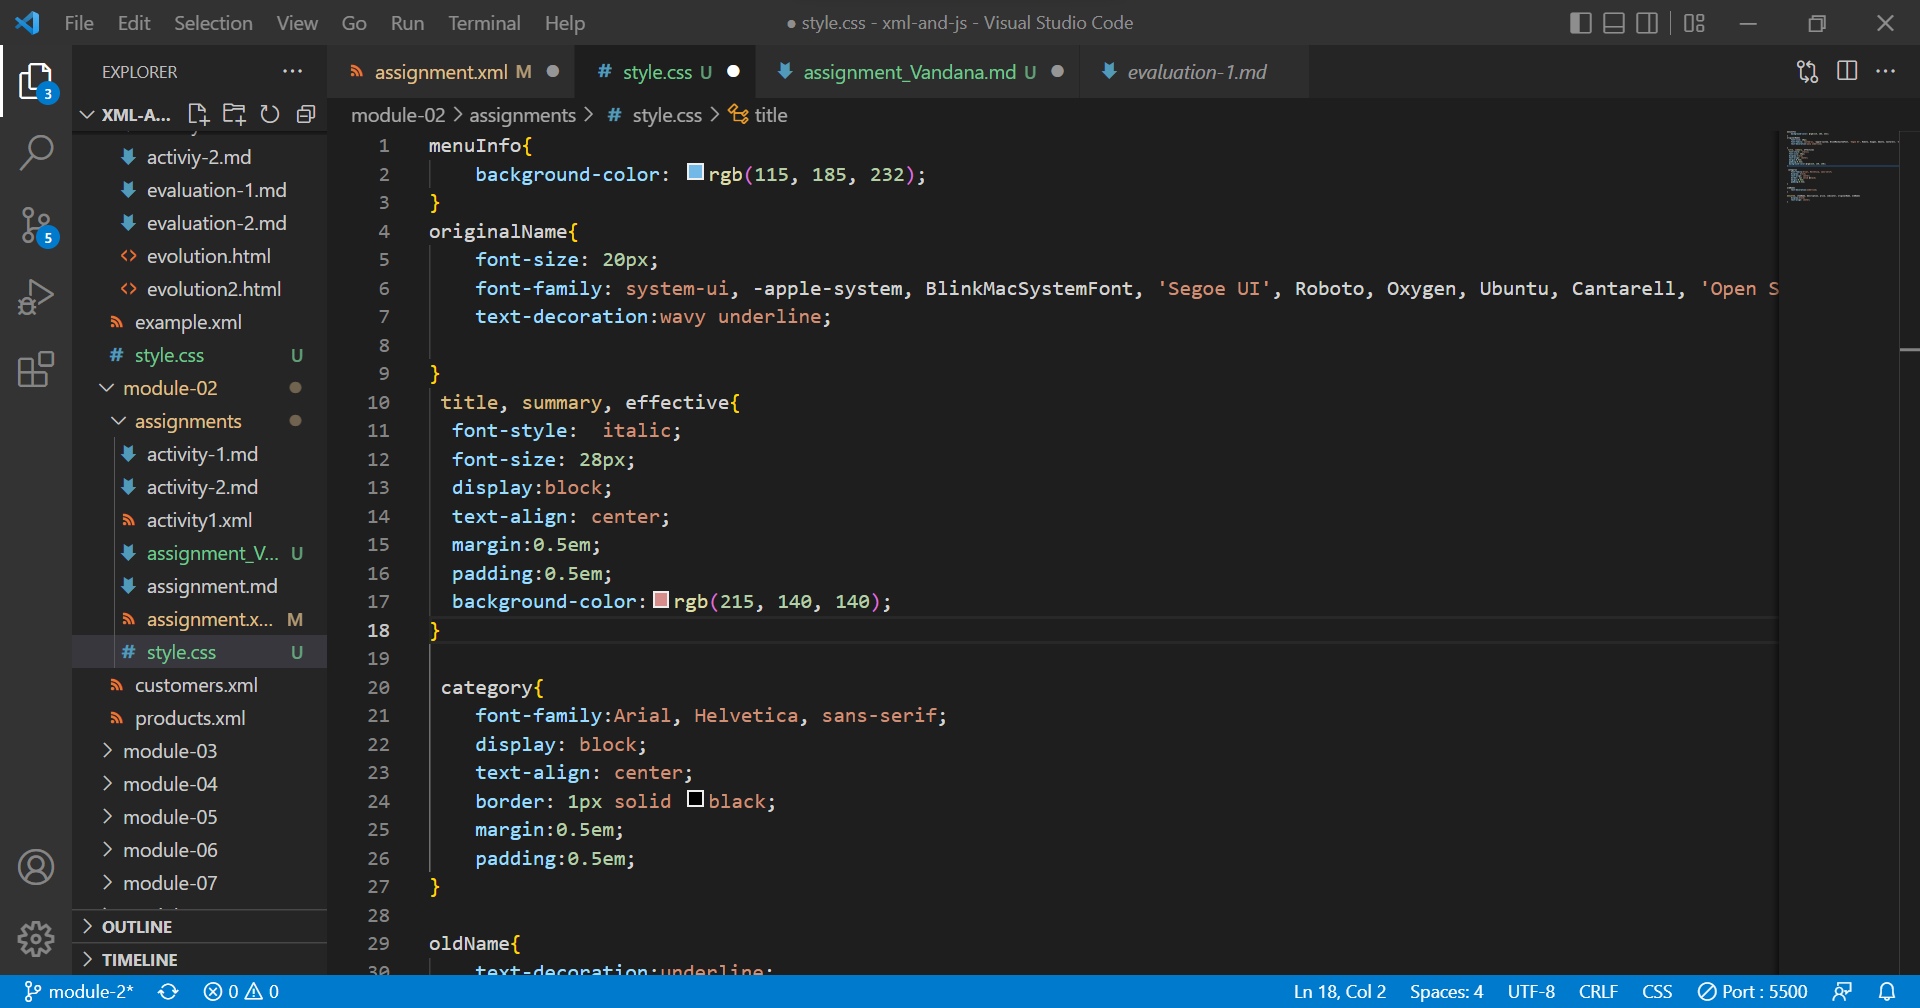 File Edit Selection View Go Run Terminal Help
● style.css - xml-and-js - Visual Studio Code
EXPLORER
XML-A...
activiy-2.md
evaluation-1.md
evaluation-2.md
evolution.html
evolution2.html
example.xml
style.css U
module-02
assignments
activity-1.md
activity-2.md
activity1.xml
assignment_V... U
assignment.md
assignment.x... M
style.css U
customers.xml
products.xml
module-03
module-04
module-05
module-06
module-07
OUTLINE
TIMELINE
3
5
assignment.xml M
style.css U
assignment_Vandana.md U
evaluation-1.md
module-02 > assignments > # style.css > title
1 menuInfo{
2 background-color: rgb(115, 185, 232);
3 }
4 originalName{
5 font-size: 20px;
6 font-family: system-ui, -apple-system, BlinkMacSystemFont, 'Segoe UI', Roboto, Oxygen, Ubuntu, Cantarell, 'Open S
7 text-decoration:wavy underline;
8
9 }
10 title, summary, effective{
11 font-style:  italic;
12 font-size: 28px;
13 display:block;
14 text-align: center;
15 margin:0.5em;
16 padding:0.5em;
17 background-color: rgb(215, 140, 140);
18 }
19
20 category{
21 font-family:Arial, Helvetica, sans-serif;
22 display: block;
23 text-align: center;
24 border: 1px solid black;
25 margin:0.5em;
26 padding:0.5em;
27 }
28
29 oldName{
30 text-decoration:underline;
module-2* 0 0
Ln 18, Col 2 Spaces: 4 UTF-8 CRLF CSS Port : 5500